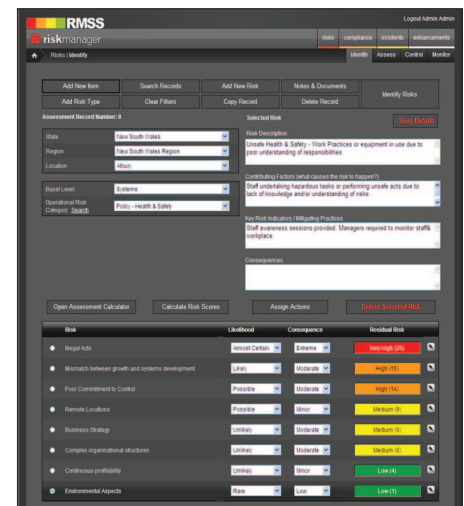 RMSS
Logout Admin Admin
riskmanager
risks compliance incidents enhancements
Risks | Identify
Identify Assess Control Monitor
Add New Item Search Records Add New Risk Notes & Documents Identify Risks
Add Risk Type Clear Filters Copy Record Delete Record
Assessment Record Number: 8
Selected Risk
Save Details
State New South Wales
Region New South Wales Region
Location Albury
Basel Level: Systems
Operational Risk
Category: Search
Policy - Health & Safety
Risk Description
Unsafe Health & Safety - Work Practices or equipment in use due to
poor understanding of responsibilities
Contributing Factors (what causes the risk to happen?)
Staff undertaking hazardous tasks or performing unsafe acts due to
lack of knowledge and/or understanding of risks.
Key Risk Indicators / Mitigating Practices
Staff awareness sessions provided. Managers required to monitor staff&
workplace.
Consequences
Open Assessment Calculator Calculate Risk Scores Assign Actions Delete Selected Risk
Risk Likelihood Consequence Residual Risk
Illegal Acts Almost Certain Extreme Very High (25)
Mismatch between growth and systems development Likely Moderate High
Poor Commitment to Control Possible Moderate High (14)
Remote Locations Possible Minor Medium (9)
Business Strategy Unlikely Moderate Medium
Complex organisational structures Unlikely Moderate Medium
Continuous profitability Unlikely Minor Low (4)
Environmental Aspects Rare Low Low (1)